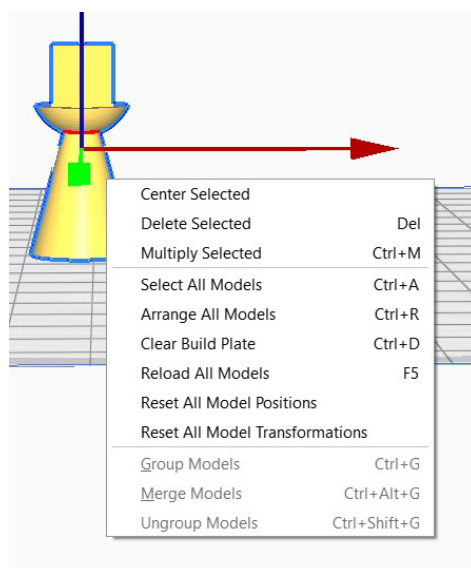 Center Selected
Delete Selected Del
Multiply Selected Ctrl+M
Select All Models Ctrl+A
Arrange All Models Ctrl+R
Clear Build Plate Ctrl+D
Reload All Models F5
Reset All Model Positions
Reset All Model Transformations
Group Models Ctrl+G
Merge Models Ctrl+Alt+G
Ungroup Models Ctrl+Shift+G